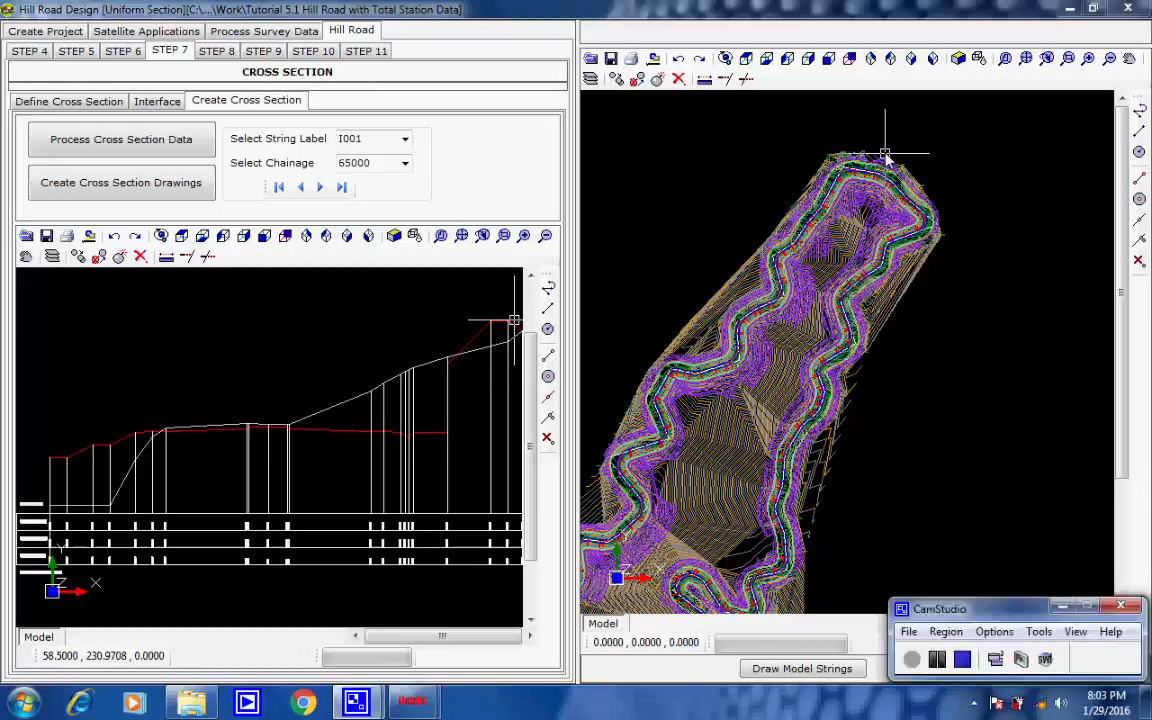 Hill Road Design [Uniform Section][C:\....\Work\Tutorial 5.1 Hill Road with Total Station Data]
Create Project
Satellite Applications
Process Survey Data
Hill Road
STEP 4
STEP 5
STEP 6
STEP 7
STEP 8
STEP 9
STEP 10
STEP 11
CROSS SECTION
Define Cross Section
Interface
Create Cross Section
Process Cross Section Data
Select String Label
I001
Create Cross Section Drawings
Select Chainage
65000
Z
X
Model
58.5000 , 230.9708 , 0.0000
Model
0.0000 , 0.0000 , 0.0000
Draw Model Strings
CamStudio
File
Region
Options
Tools
View
Help
8:03 PM
1/29/2016